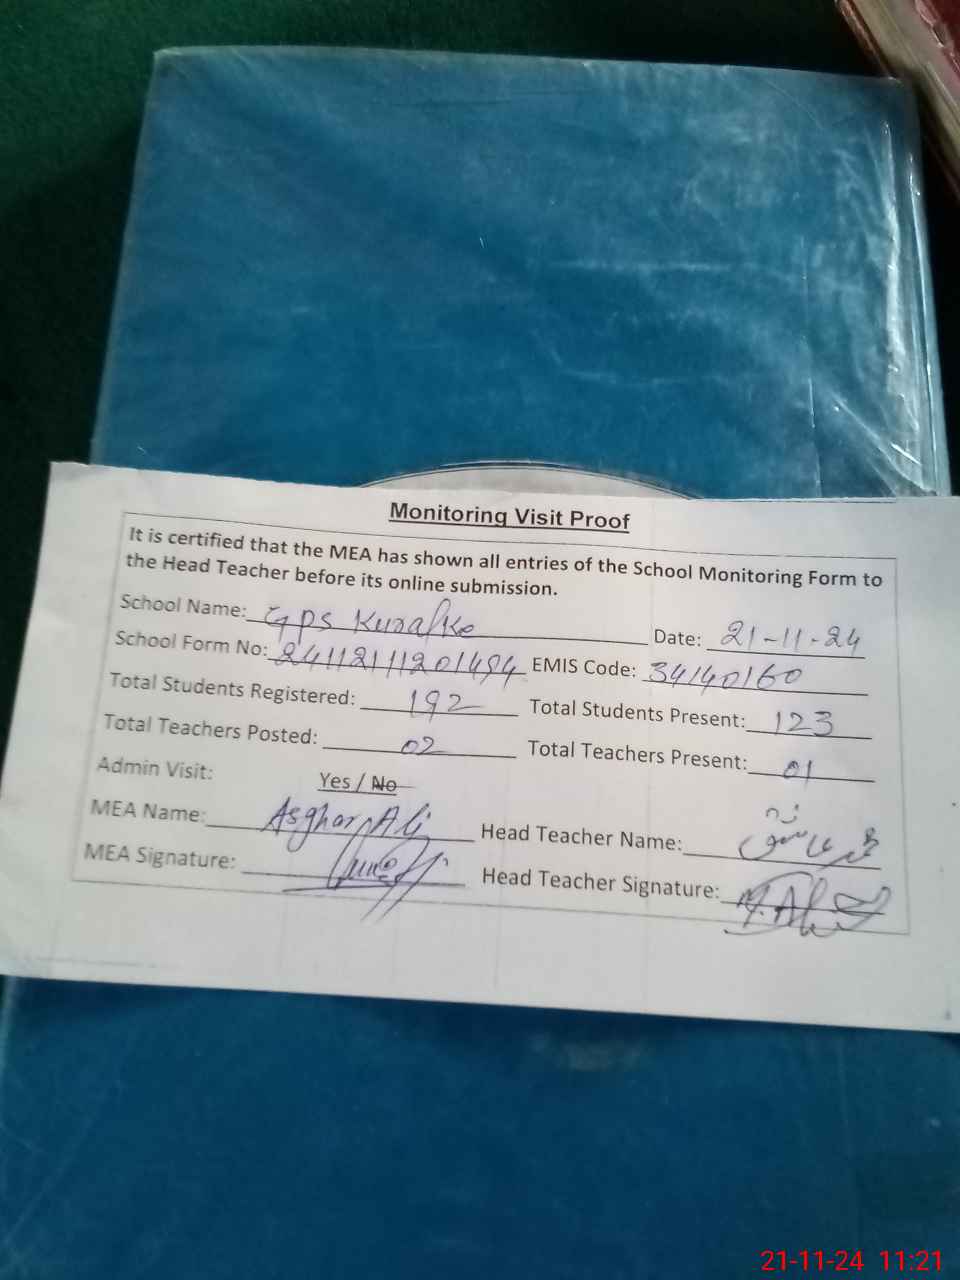 Monitoring Visit Proof
It is certified that the MEA has shown all entries of the School Monitoring Form to
the Head Teacher before its online submission.
School Name: GPS Kuralke Date: 21-11-24
School Form No: 241121111201494 EMIS Code: 34140160
Total Students Registered: 192 Total Students Present: 123
Total Teachers Posted: 02 Total Teachers Present: 01
Admin Visit: Yes / No
MEA Name: Asghar Ali Head Teacher Name:
MEA Signature: Head Teacher Signature:
21-11-24 11:21